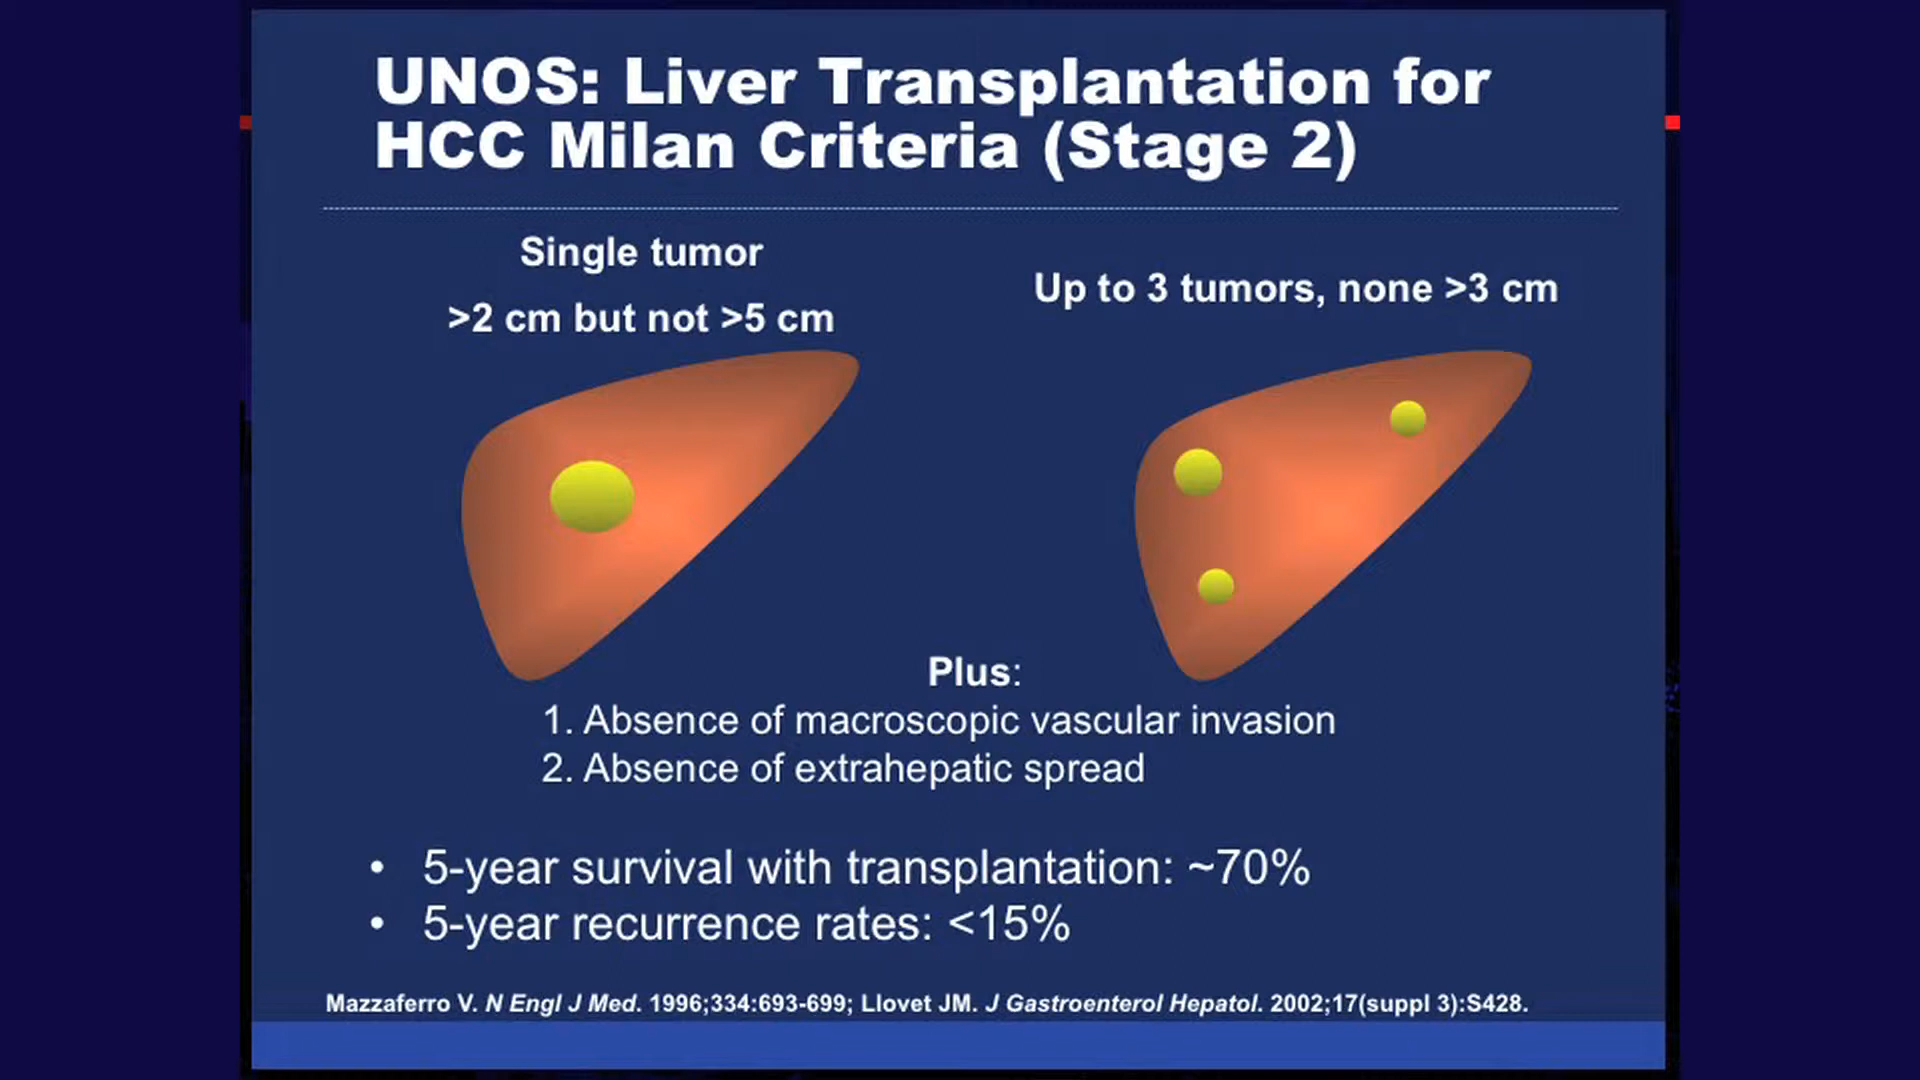 UNOS: Liver Transplantation for
HCC Milan Criteria (Stage 2)
Single tumor
>2 cm but not >5 cm
Up to 3 tumors, none >3 cm
Plus:
1. Absence of macroscopic vascular invasion
2. Absence of extrahepatic spread
• 5-year survival with transplantation: ~70%
• 5-year recurrence rates: <15%
Mazzaferro V. N Engl J Med. 1996;334:693-699; Llovet JM. J Gastroenterol Hepatol. 2002;17(suppl 3):S428.